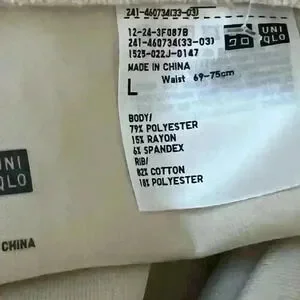 241-460734(33-03)
12-24-3F087B
241-460734(33-03)
1525-022J-0147
UNI
QLO
MADE IN CHINA
L
Waist 69-75cm
BODY/
79% POLYESTER
15% RAYON
6% SPANDEX
RIB/
82% COTTON
18% POLYESTER
UNI
QLO
CHINA